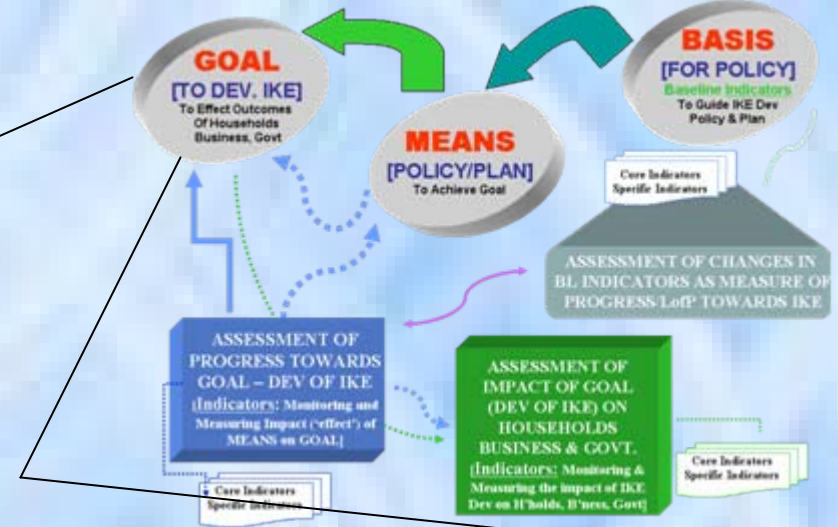 GOAL
[TO DEV. IKE]
To Effect Outcomes
Of Households
Business, Govt
MEANS
[POLICY/PLAN]
To Achieve Goal
BASIS
[FOR POLICY]
Baseline Indicators
To Guide IKE Dev
Policy & Plan
Core Indicators
Specific Indicators
ASSESSMENT OF CHANGES IN
BL INDICATORS AS MEASURE OF
PROGRESS/LofP TOWARDS IKE
ASSESSMENT OF
PROGRESS TOWARDS
GOAL – DEV OF IKE
[Indicators: Monitoring and
Measuring Impact ('effect') of
MEANS on GOAL]
Core Indicators
Specific Indicators
ASSESSMENT OF
IMPACT OF GOAL
(DEV OF IKE) ON
HOUSEHOLDS
BUSINESS & GOVT.
[Indicators: Monitoring &
Measuring the impact of IKE
Dev on H'holds, B'ness, Govt]
Core Indicators
Specific Indicators